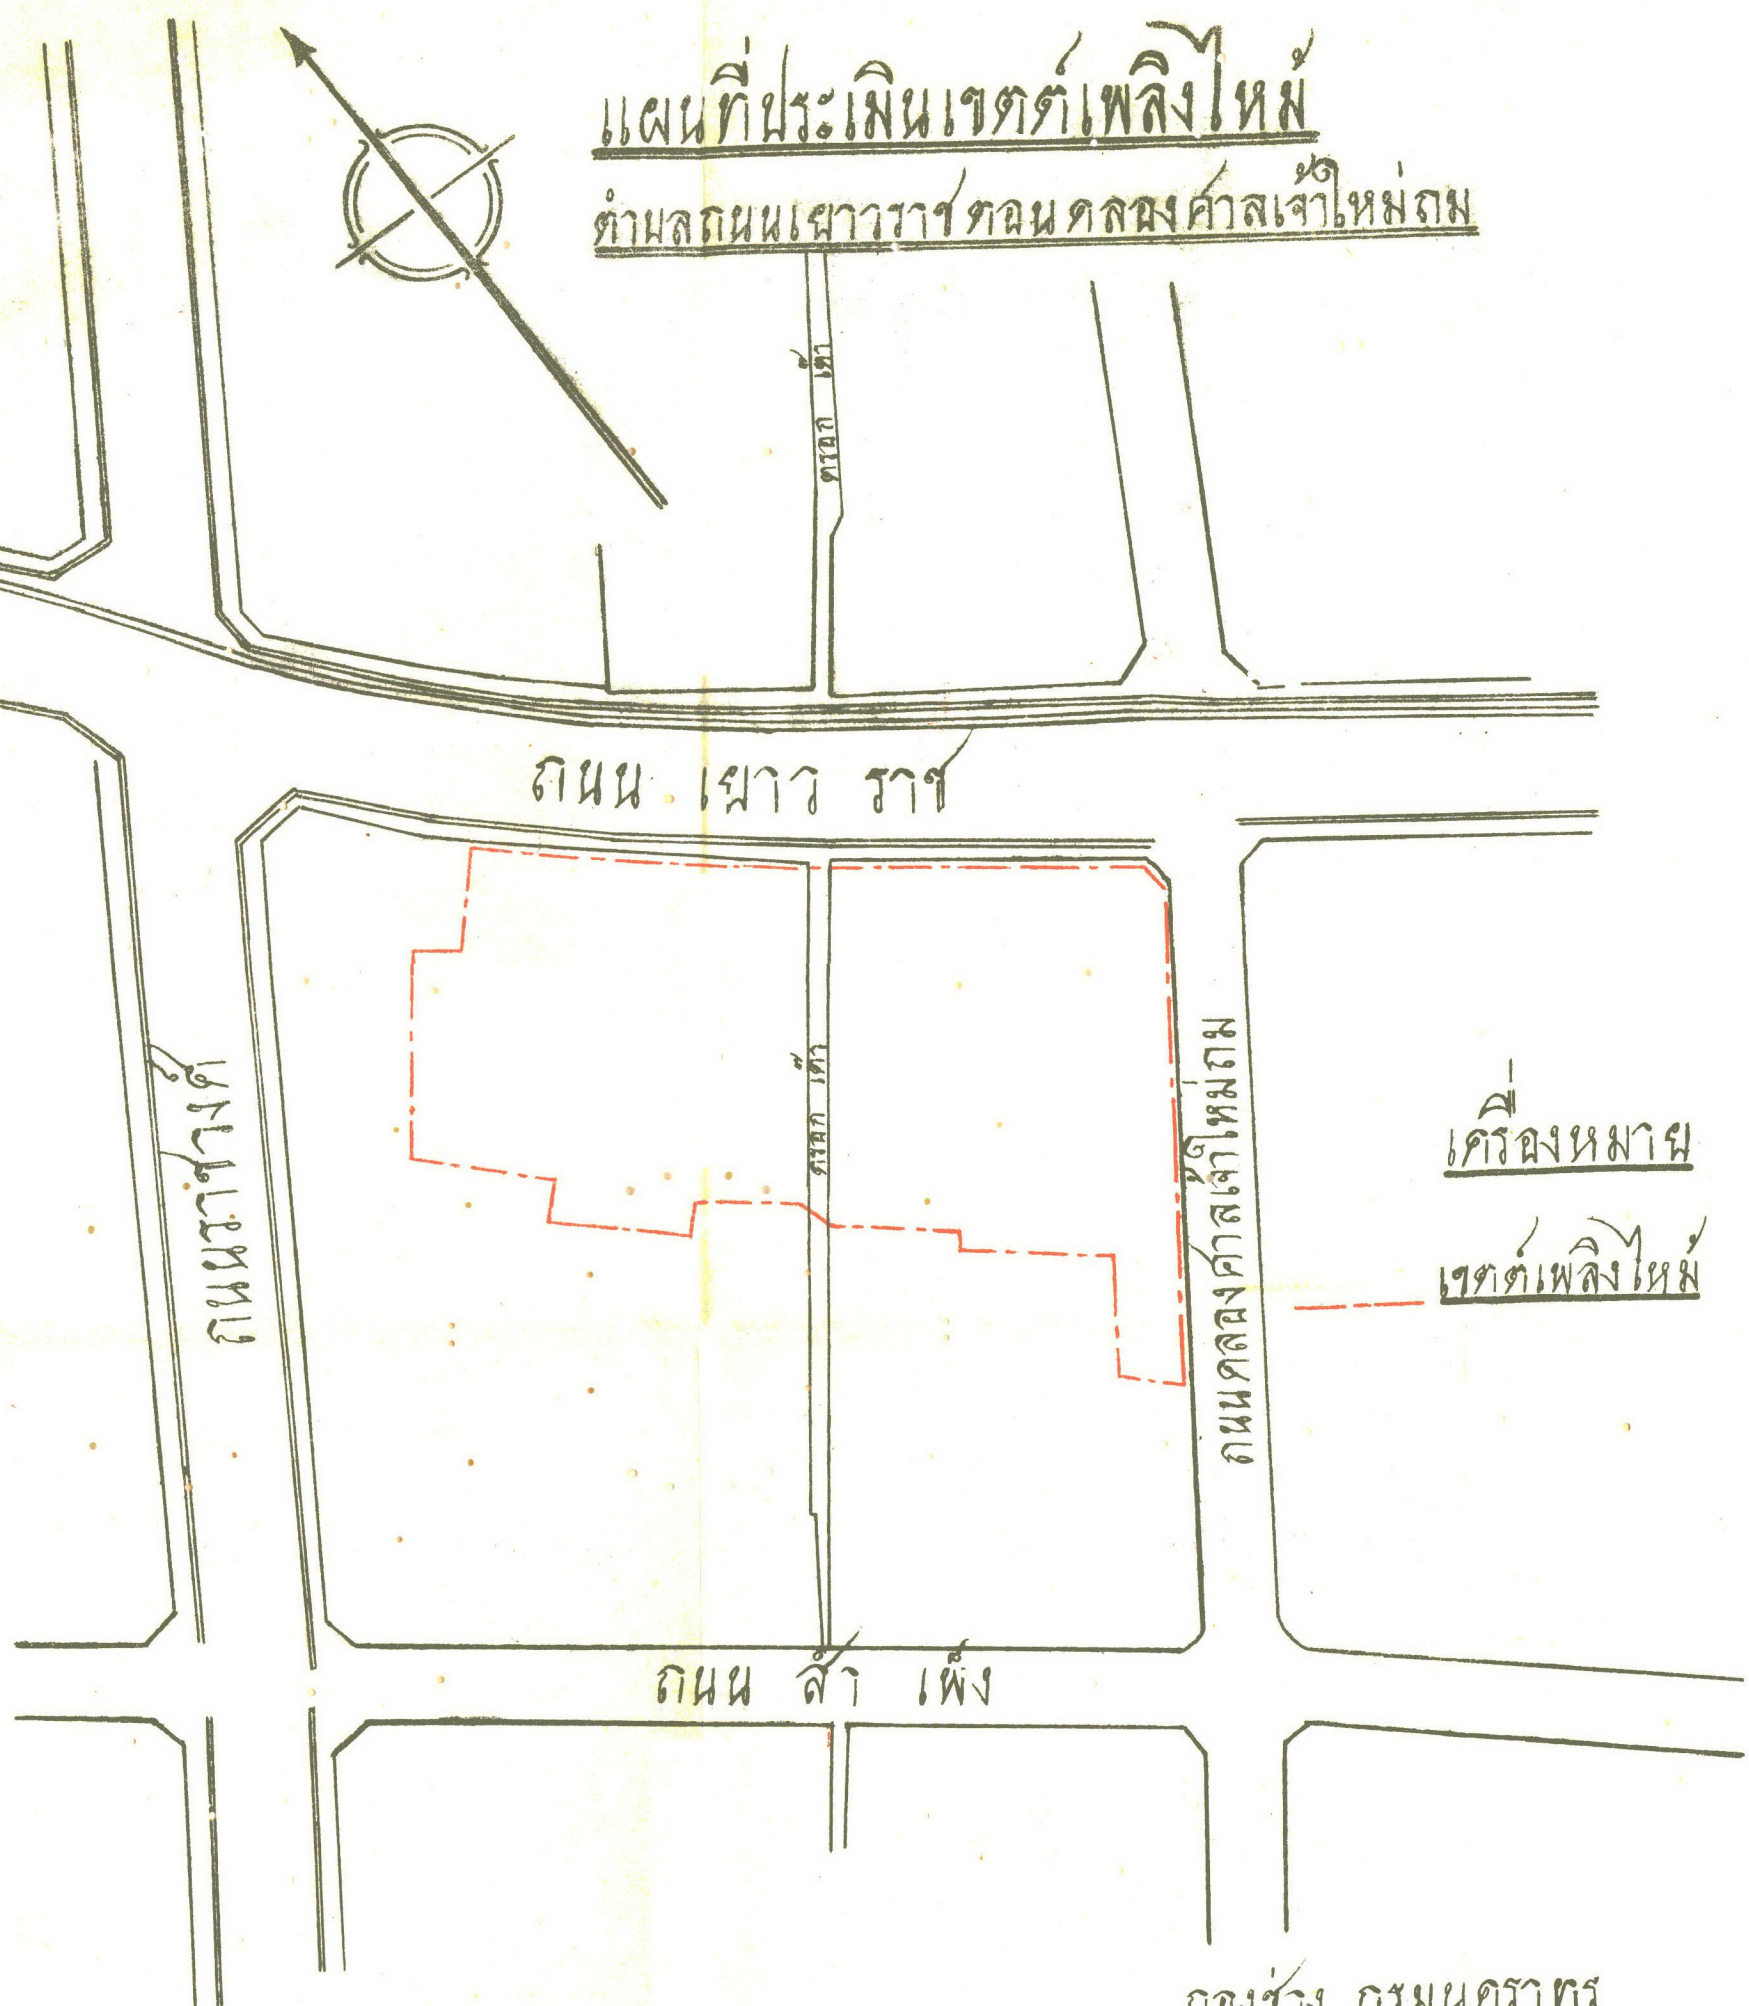 แผนที่ประเมินเขตต์เพลิงไหม้
ตำบลถนนเยาวราชตอนคลองศาลเจ้าใหม่ถม
ตรอก เต๊า
ถนน เยาว ราช
ตรอก เต๊า
ถนนราชวงศ์
ถนนคลองศาลเจ้าใหม่ถม
เครื่องหมาย
เขตต์เพลิงไหม้
ถนน สำ เพ็ง
กองช่าง กรมนคราทร